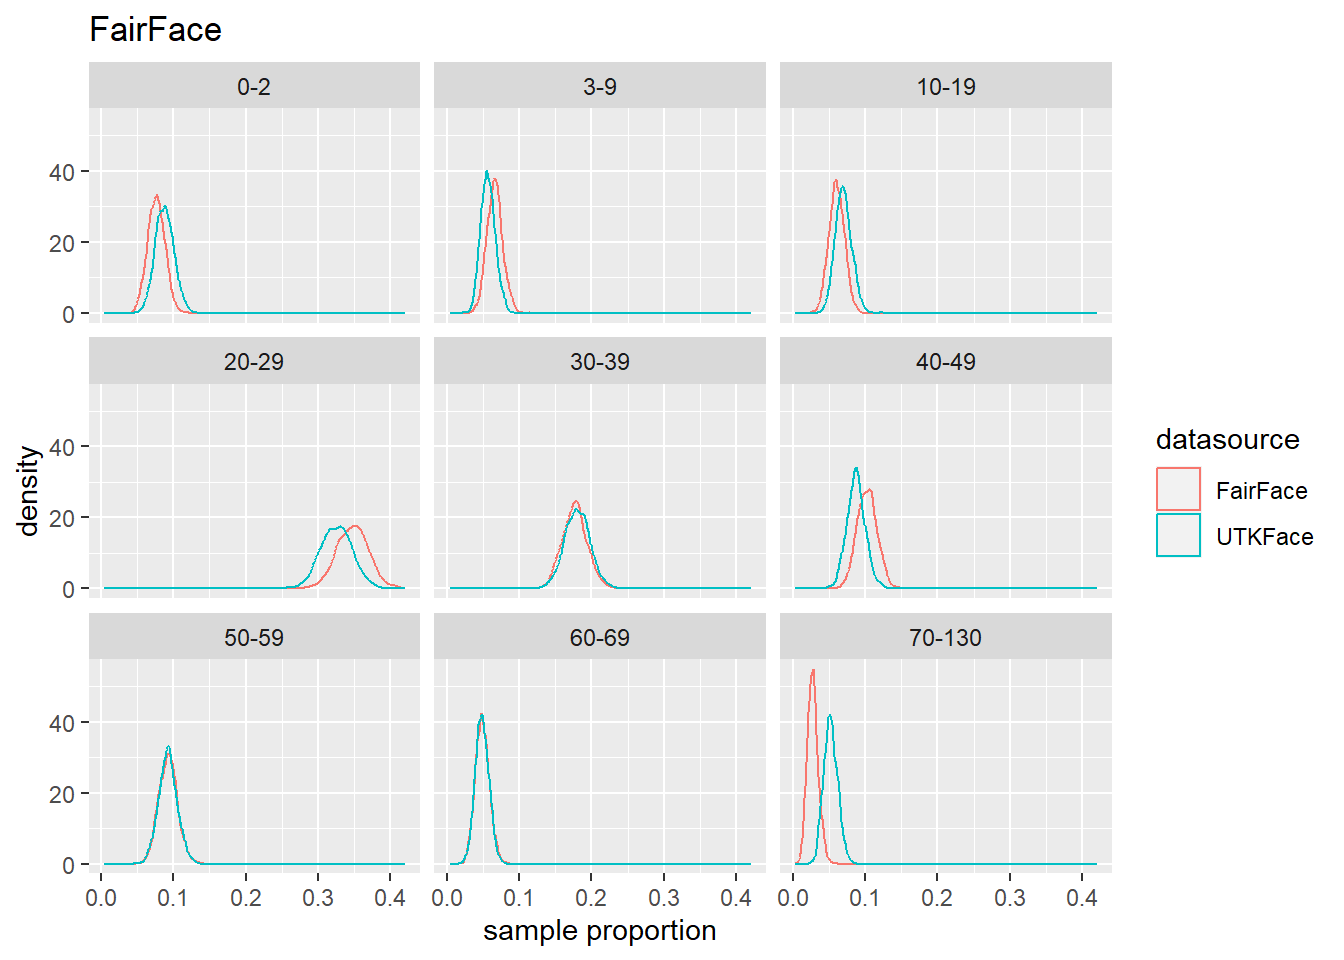 FairFace
0-2 3-9 10-19
40
20
0
20-29 30-39 40-49
40
20
0
50-59 60-69 70-130
40
20
0
0.0 0.1 0.2 0.3 0.4 0.0 0.1 0.2 0.3 0.4 0.0 0.1 0.2 0.3 0.4
sample proportion
density
datasource
FairFace
UTKFace